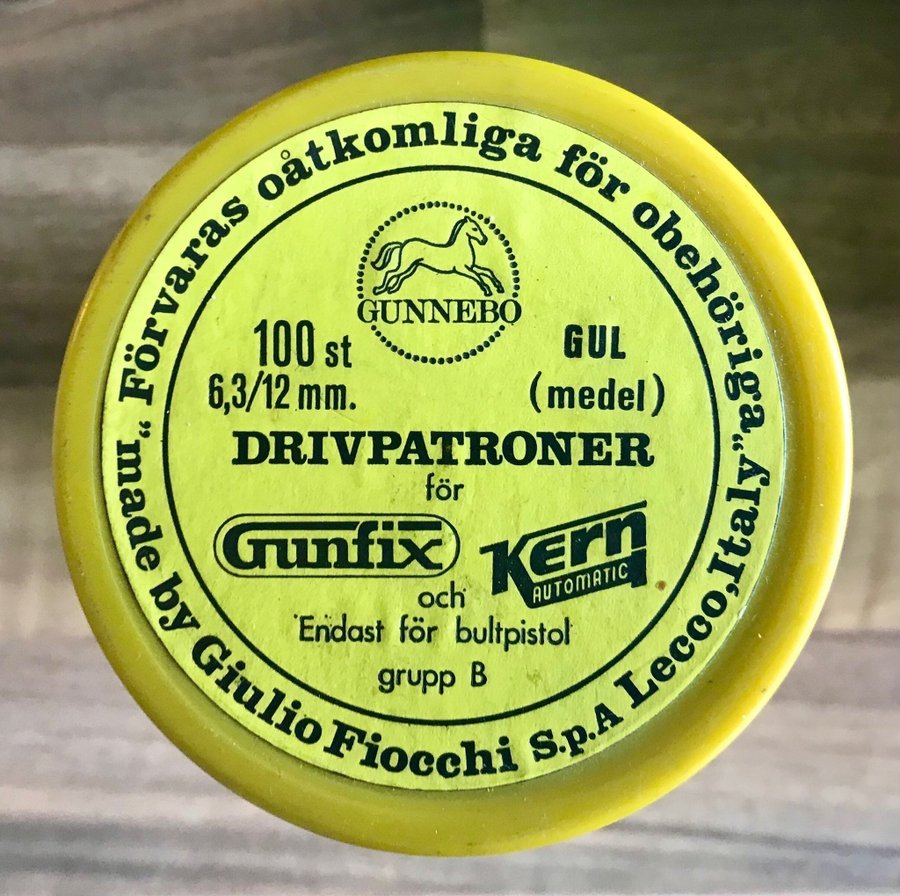 „Förvaras oåtkomliga för obehöriga”
GUNNEBO
100 st
6,3/12 mm.
GUL
(medel)
DRIVPATRONER
för
Gunfix
Kern
AUTOMATIC
och
Endast för bultpistol
grupp B
made by Giulio Fiocchi S.p.A Lecco, Italy